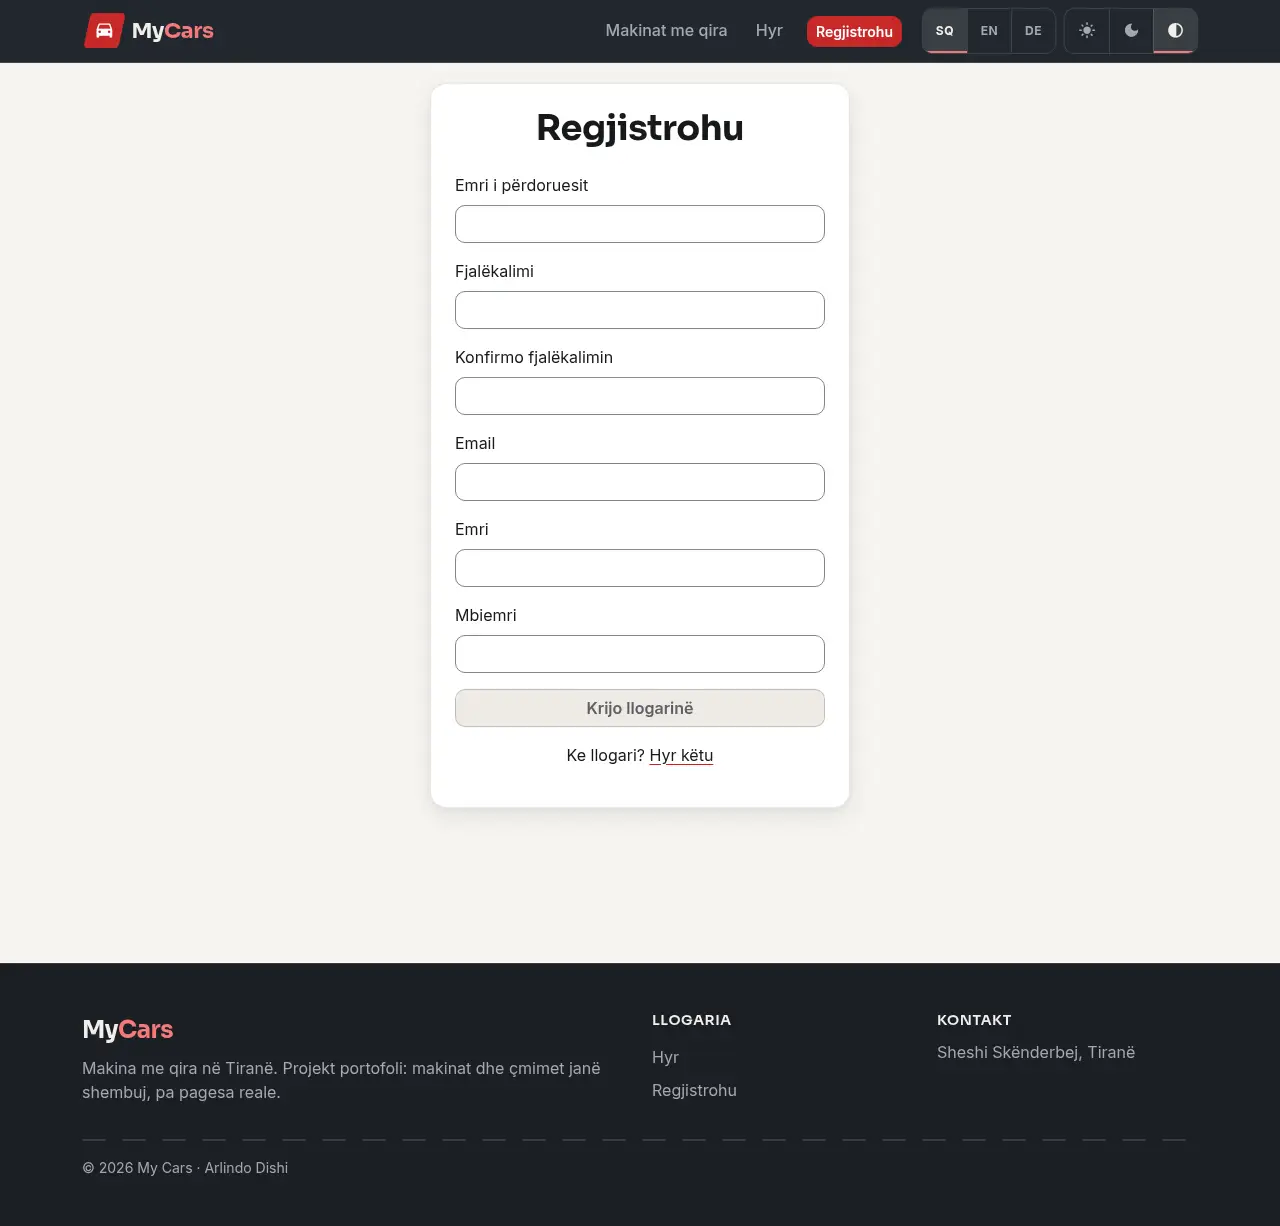 MyCars
Makinat me qira
Hyr
Regjistrohu
SQ
EN
DE
Regjistrohu
Emri i përdoruesit
Fjalëkalimi
Konfirmo fjalëkalimin
Email
Emri
Mbiemri
Krijo llogarinë
Ke llogari? Hyr këtu
MyCars
Makina me qira në Tiranë. Projekt portofoli: makinat dhe çmimet janë
shembuj, pa pagesa reale.
LLOGARIA
Hyr
Regjistrohu
KONTAKT
Sheshi Skënderbej, Tiranë
© 2026 My Cars · Arlindo Dishi